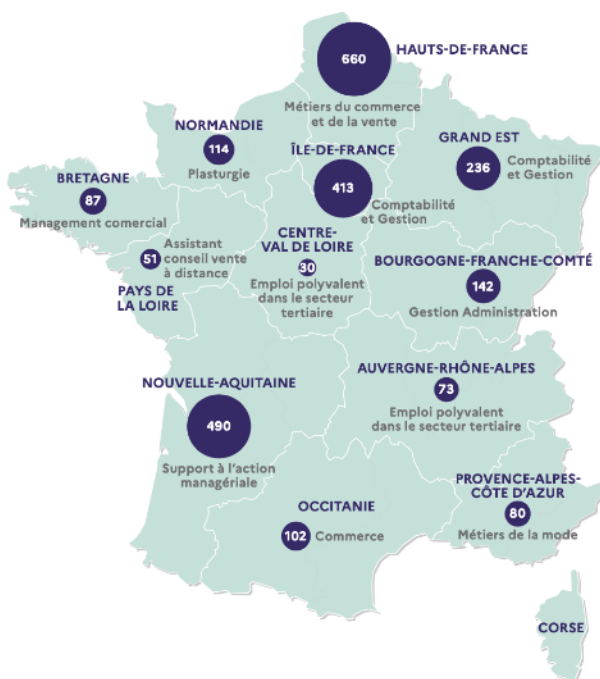 HAUTS-DE-FRANCE
660
Métiers du commerce
et de la vente
NORMANDIE
114
Plasturgie
ÎLE-DE-FRANCE
413
Comptabilité
et Gestion
GRAND EST
236
Comptabilité
et Gestion
BRETAGNE
87
Management comercial
51
Assistant
conseil vente
à distance
PAYS DE
LA LOIRE
CENTRE-
VAL DE LOIRE
30
Emploi polyvalent
dans le secteur
tertiaire
BOURGOGNE-FRANCHE-COMTÉ
142
Gestion Administration
NOUVELLE-AQUITAINE
490
Support à l'action
managériale
AUVERGNE-RHÔNE-ALPES
73
Emploi polyvalent
dans le secteur tertiaire
OCCITANIE
102
Commerce
PROVENCE-ALPES-
CÔTE D'AZUR
80
Métiers de la mode
CORSE